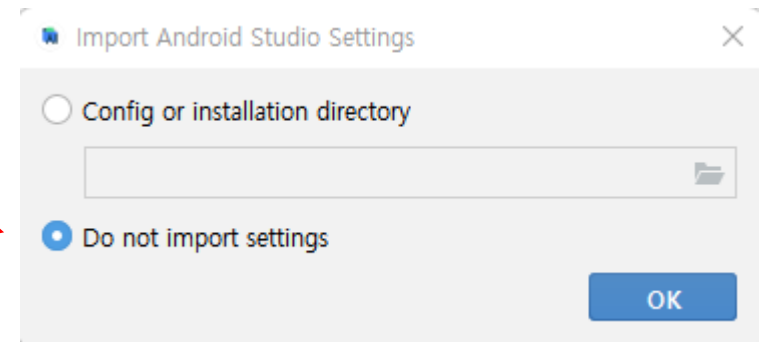 Import Android Studio Settings
Config or installation directory
Do not import settings
OK